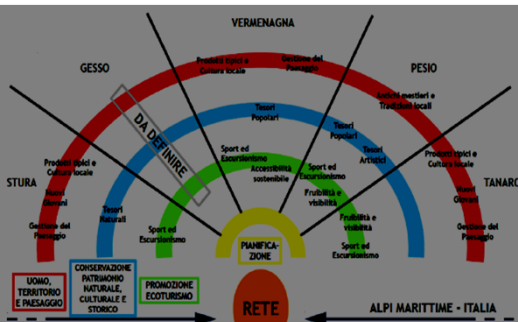 VERMENAGNA
GESSO
PESIO
STURA
TANARO
DA DEFINIRE
Prodotti tipici e
Cultura locale
Gestione del
Paesaggio
Antichi mestieri e
Tradizioni locali
Prodotti tipici e
Cultura locale
Nuovi
Giovani
Gestione del
Paesaggio
Prodotti tipici e
Cultura locale
Nuovi
Giovani
Gestione del
Paesaggio
Tesori
Popolari
Tesori
Popolari
Tesori
Artistici
Tesori
Naturali
Sport ed
Escursionismo
Accessibilità
sostenibile
Sport ed
Escursionismo
Fruibilità e
visibilità
Fruibilità e
visibilità
Sport ed
Escursionismo
Sport ed
Escursionismo
PIANIFICA-
ZIONE
UOMO,
TERRITORIO
E PAESAGGIO
CONSERVAZIONE
PATRIMONIO
NATURALE,
CULTURALE E
STORICO
PROMOZIONE
ECOTURISMO
RETE
ALPI MARITTIME - ITALIA